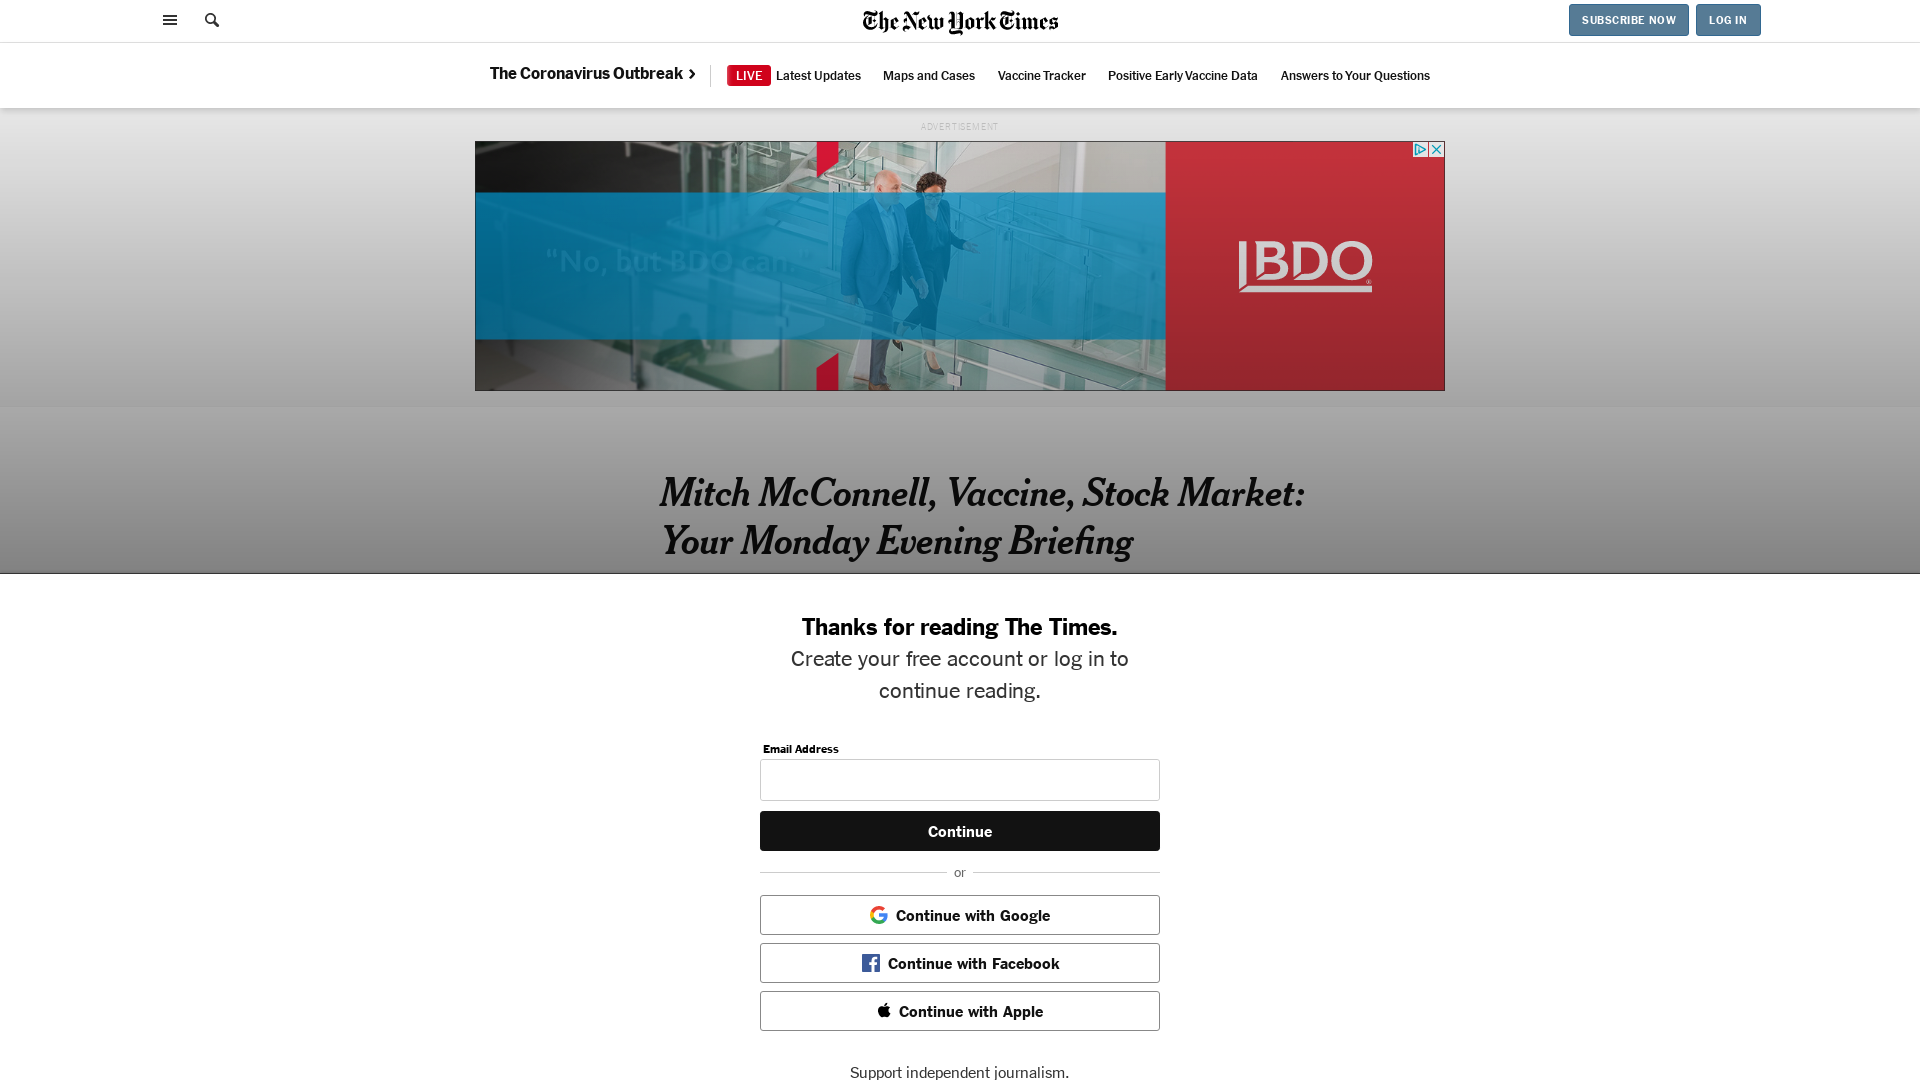 The New York Times
SUBSCRIBE NOW
LOG IN
The Coronavirus Outbreak
LIVE Latest Updates
Maps and Cases
Vaccine Tracker
Positive Early Vaccine Data
Answers to Your Questions
ADVERTISEMENT
"No, but BDO can."
BDO
Mitch McConnell, Vaccine, Stock Market:
Your Monday Evening Briefing
Thanks for reading The Times.
Create your free account or log in to
continue reading.
Email Address
Continue
or
Continue with Google
Continue with Facebook
Continue with Apple
Support independent journalism.